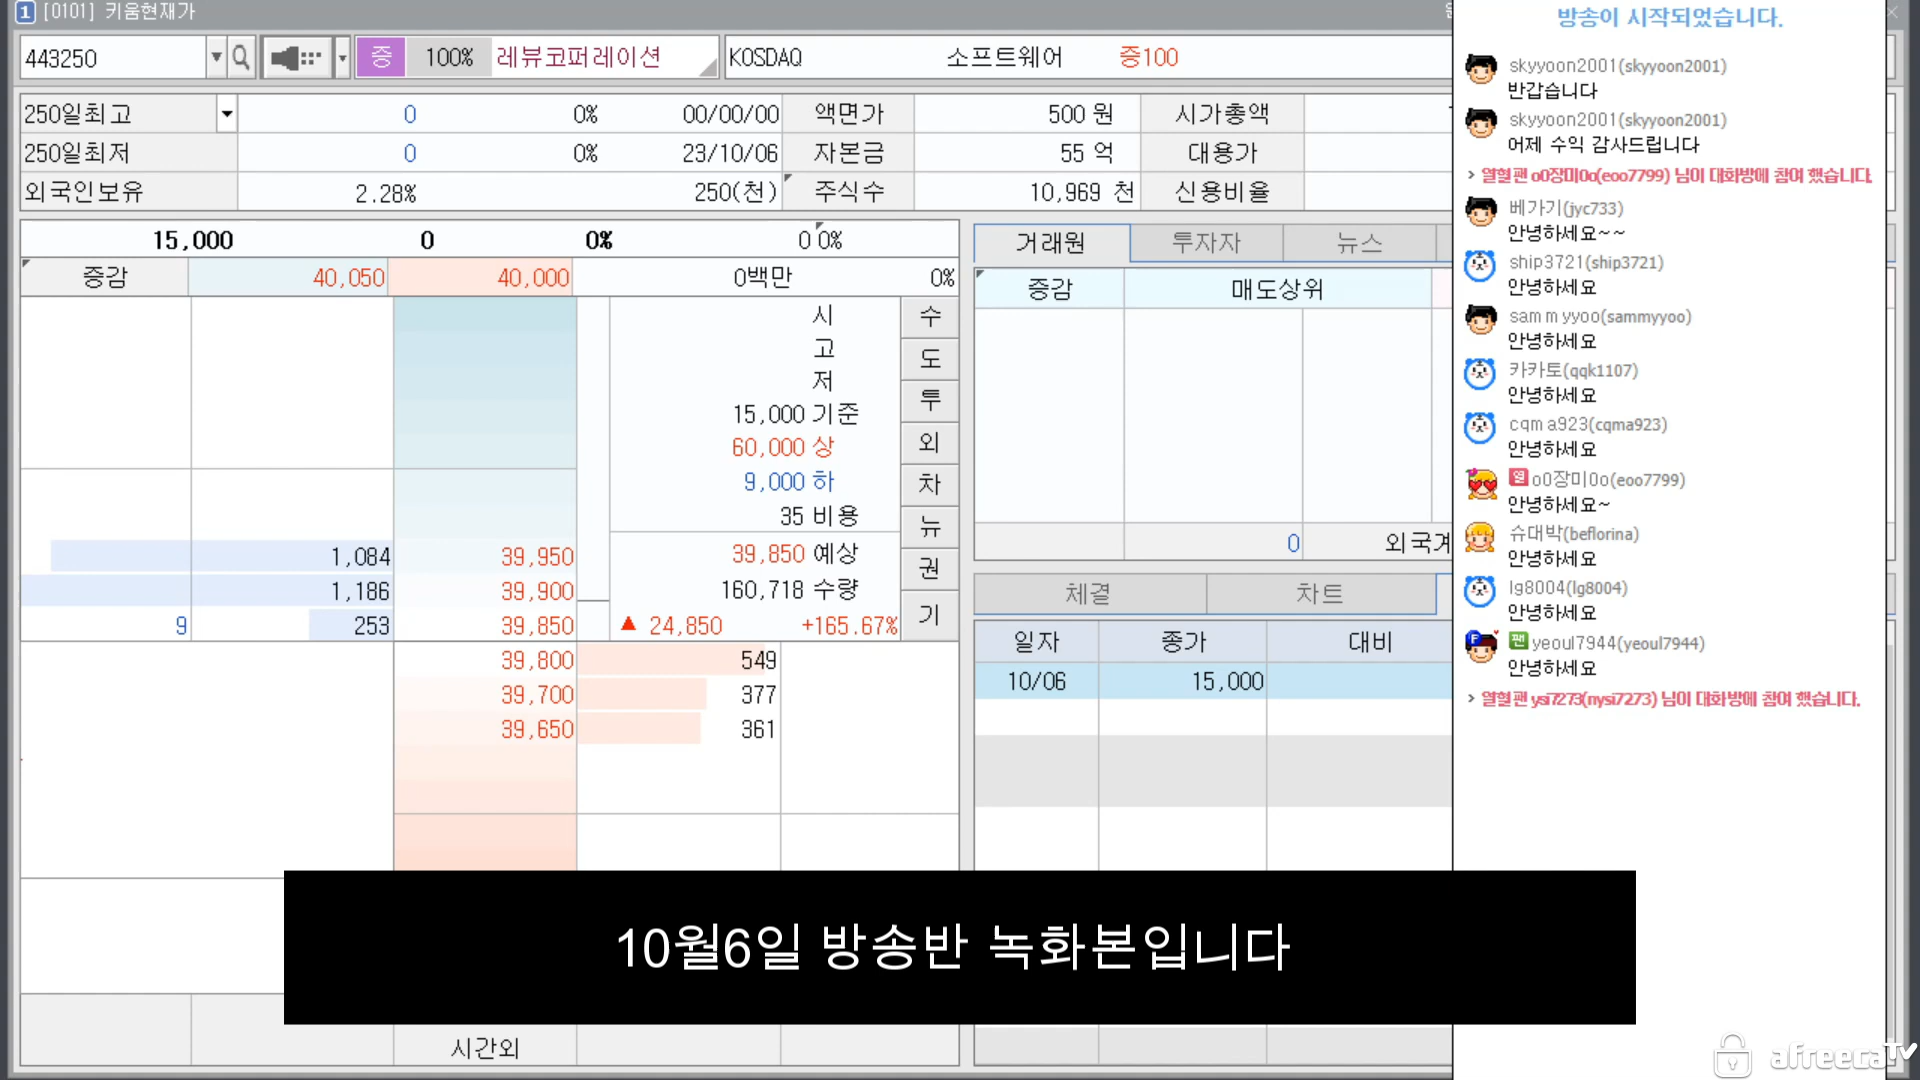 1 [0101] 키움현재가
443250 증 100% 레뷰코퍼레이션 KOSDAQ 소프트웨어 증100
250일최고 0 0% 00/00/00 액면가 500 원 시가총액
250일최저 0 0% 23/10/06 자본금 55 억 대용가
외국인보유 2.28% 250(천) 주식수 10,969 천 신용비율
15,000 0 0% 0 0%
증감 40,050 40,000 0백만 0%
시
고
저
15,000 기준
60,000 상
9,000 하
35 비용
39,850 예상
160,718 수량
▲ 24,850 +165.67%
수
도
투
외
차
뉴
권
기
1,084 39,950
1,186 39,900
9 253 39,850
39,800 549
39,700 377
39,650 361
시간외
거래원 투자자 뉴스
증감 매도상위
0 외국계
체결 차트
일자 종가 대비
10/06 15,000
방송이 시작되었습니다.
skyyoon2001(skyyoon2001)
반갑습니다
skyyoon2001(skyyoon2001)
어제 수익 감사드립니다
> 열혈팬 o0장미0o(eoo7799) 님이 대화방에 참여 했습니다.
베가기(jyc733)
안녕하세요~~
ship3721(ship3721)
안녕하세요
sammyyoo(sammyyoo)
안녕하세요
카카토(qqk1107)
안녕하세요
cqma923(cqma923)
안녕하세요
열 o0장미0o(eoo7799)
안녕하세요~
슈대박(beflorina)
안녕하세요
lg8004(lg8004)
안녕하세요
팬 yeoul7944(yeoul7944)
안녕하세요
> 열혈팬 ysi7273(nysi7273) 님이 대화방에 참여 했습니다.
10월6일 방송반 녹화본입니다
afreecaTV